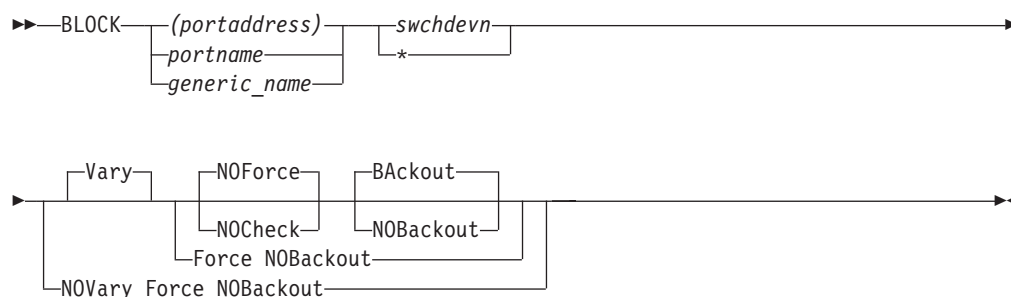 BLOCK (portaddress) swchdevn
portname *
generic_name
Vary NOForce BAckout
NOCheck NOBackout
Force NOBackout
NOVary Force NOBackout